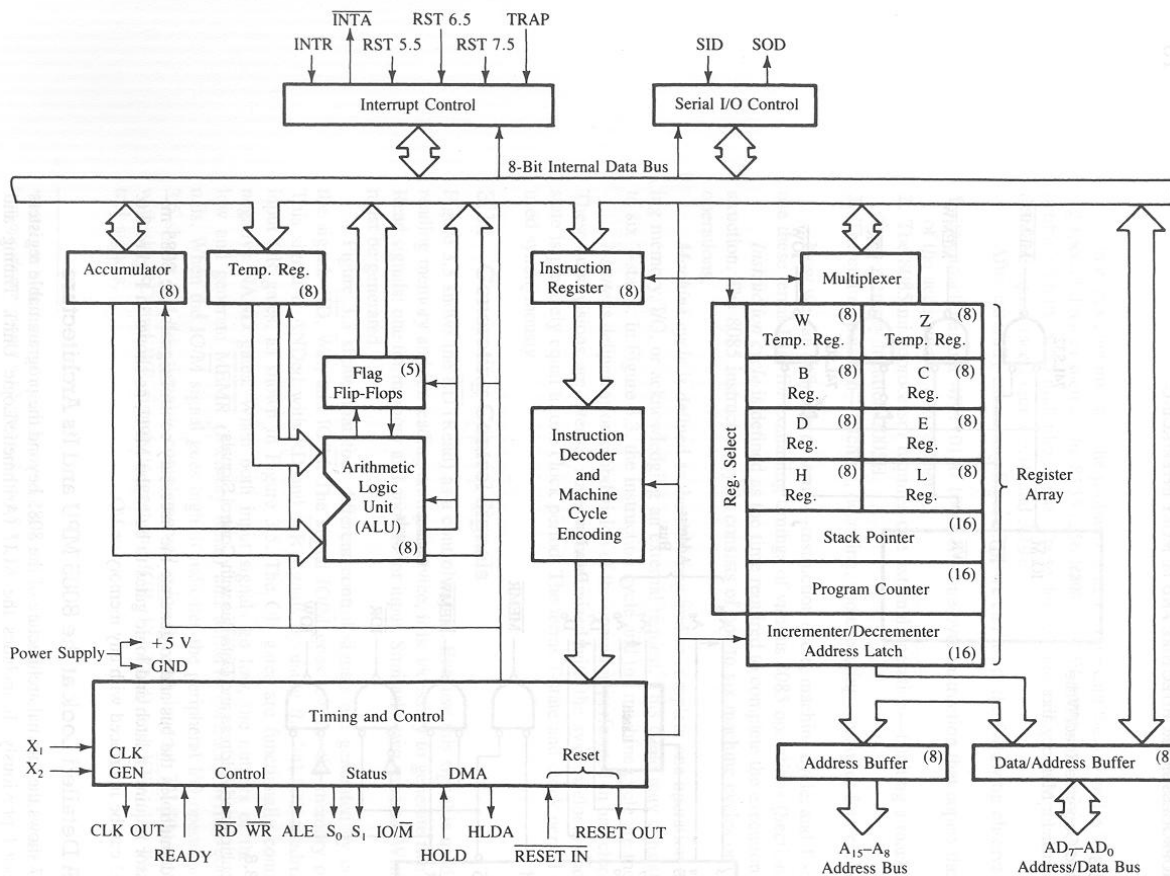 INTA
RST 6.5
TRAP
INTR
RST 5.5
RST 7.5
SID
SOD
Interrupt Control
Serial I/O Control
8-Bit Internal Data Bus
Accumulator
(8)
Temp. Reg.
(8)
Instruction
Register
(8)
Multiplexer
Flag
Flip-Flops
(5)
Arithmetic
Logic
Unit
(ALU)
(8)
Instruction
Decoder
and
Machine
Cycle
Encoding
Reg. Select
W
(8)
Temp. Reg.
Z
(8)
Temp. Reg.
B
(8)
Reg.
C
(8)
Reg.
D
(8)
Reg.
E
(8)
Reg.
H
(8)
Reg.
L
(8)
Reg.
(16)
Stack Pointer
(16)
Program Counter
Incrementer/Decrementer
Address Latch
(16)
Register
Array
Power Supply
+5 V
GND
Timing and Control
X₁
X₂
CLK
GEN
Control
Status
DMA
Reset
CLK OUT
READY
RD
WR
ALE
S₀
S₁
IO/M
HOLD
HLDA
RESET IN
RESET OUT
Address Buffer
(8)
Data/Address Buffer
(8)
A₁₅–A₈
Address Bus
AD₇–AD₀
Address/Data Bus